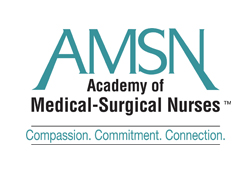 AMSN
Academy of
Medical-Surgical Nurses™
Compassion. Commitment. Connection.